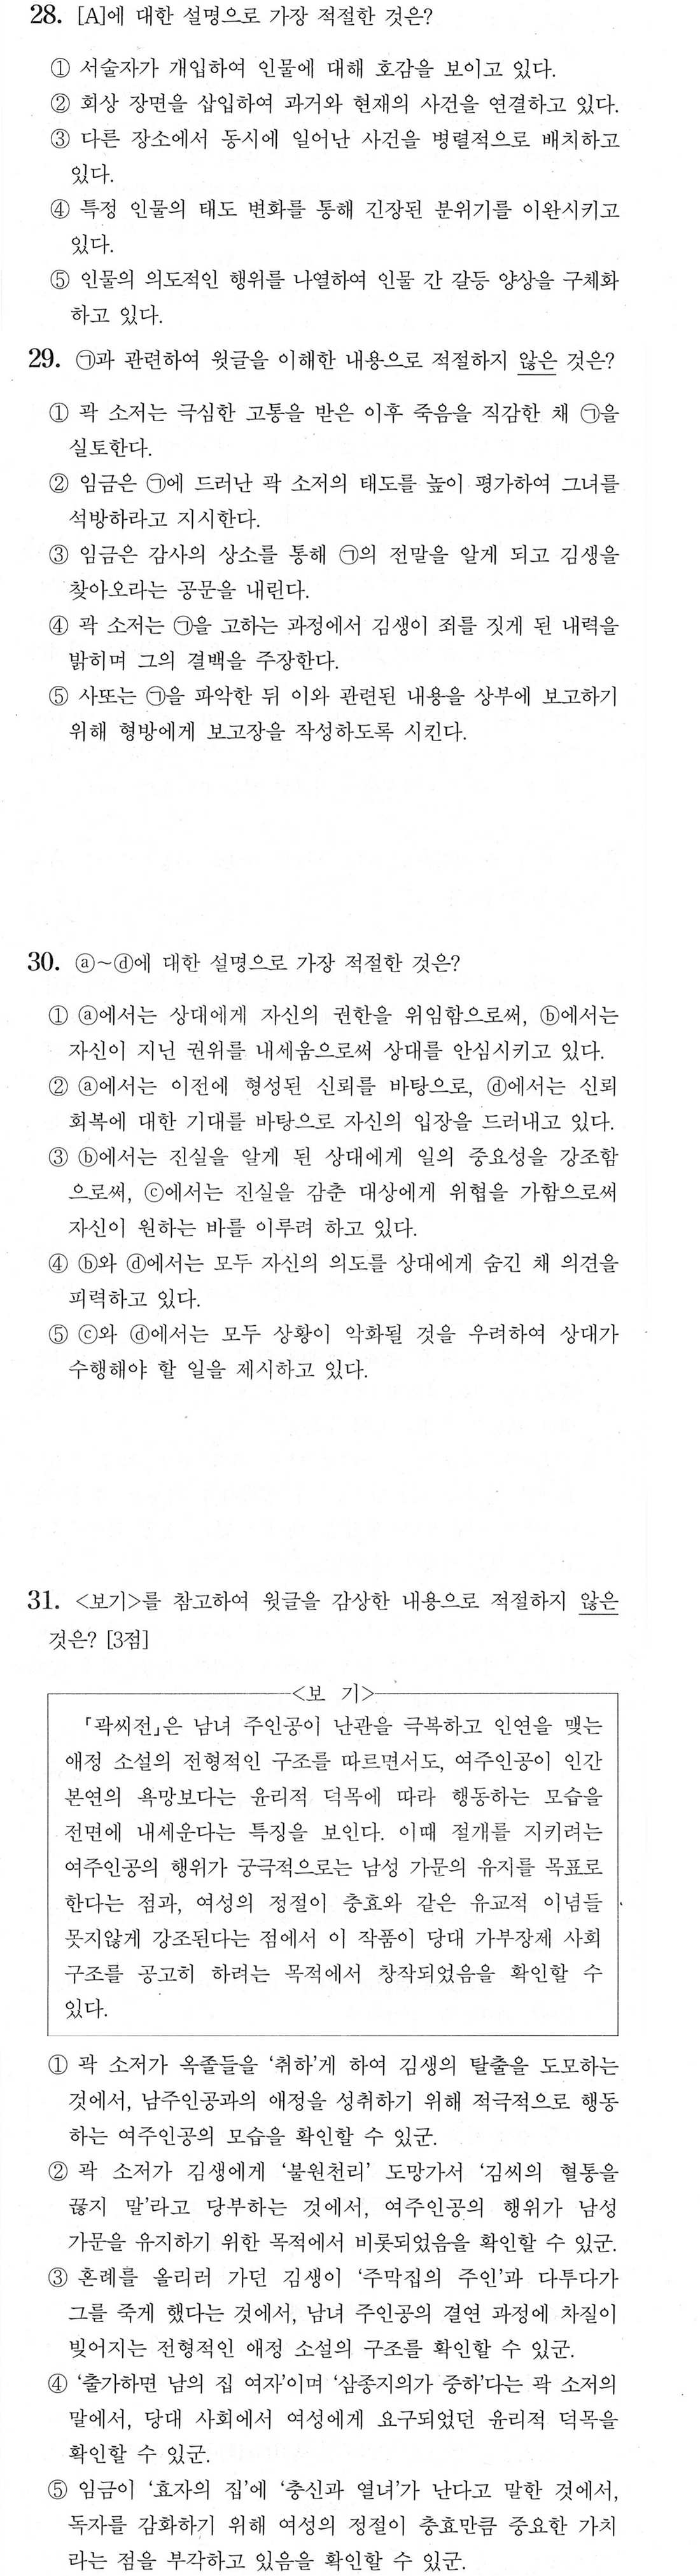 28. [A]에 대한 설명으로 가장 적절한 것은?
① 서술자가 개입하여 인물에 대해 호감을 보이고 있다.
② 회상 장면을 삽입하여 과거와 현재의 사건을 연결하고 있다.
③ 다른 장소에서 동시에 일어난 사건을 병렬적으로 배치하고
있다.
④ 특정 인물의 태도 변화를 통해 긴장된 분위기를 이완시키고
있다.
⑤ 인물의 의도적인 행위를 나열하여 인물 간 갈등 양상을 구체화
하고 있다.
29. ㉠과 관련하여 윗글을 이해한 내용으로 적절하지 않은 것은?
① 곽 소저는 극심한 고통을 받은 이후 죽음을 직감한 채 ㉠을
실토한다.
② 임금은 ㉠에 드러난 곽 소저의 태도를 높이 평가하여 그녀를
석방하라고 지시한다.
③ 임금은 감사의 상소를 통해 ㉠의 전말을 알게 되고 김생을
찾아오라는 공문을 내린다.
④ 곽 소저는 ㉠을 고하는 과정에서 김생이 죄를 짓게 된 내력을
밝히며 그의 결백을 주장한다.
⑤ 사또는 ㉠을 파악한 뒤 이와 관련된 내용을 상부에 보고하기
위해 형방에게 보고장을 작성하도록 시킨다.
30. ⓐ~ⓓ에 대한 설명으로 가장 적절한 것은?
① ⓐ에서는 상대에게 자신의 권한을 위임함으로써, ⓑ에서는
자신이 지닌 권위를 내세움으로써 상대를 안심시키고 있다.
② ⓐ에서는 이전에 형성된 신뢰를 바탕으로, ⓓ에서는 신뢰
회복에 대한 기대를 바탕으로 자신의 입장을 드러내고 있다.
③ ⓑ에서는 진실을 알게 된 상대에게 일의 중요성을 강조함
으로써, ⓒ에서는 진실을 감춘 대상에게 위협을 가함으로써
자신이 원하는 바를 이루려 하고 있다.
④ ⓑ와 ⓓ에서는 모두 자신의 의도를 상대에게 숨긴 채 의견을
피력하고 있다.
⑤ ⓒ와 ⓓ에서는 모두 상황이 악화될 것을 우려하여 상대가
수행해야 할 일을 제시하고 있다.
31. <보기>를 참고하여 윗글을 감상한 내용으로 적절하지 않은
것은? [3점]
<보 기>
「곽씨전」은 남녀 주인공이 난관을 극복하고 인연을 맺는
애정 소설의 전형적인 구조를 따르면서도, 여주인공이 인간
본연의 욕망보다는 윤리적 덕목에 따라 행동하는 모습을
전면에 내세운다는 특징을 보인다. 이때 절개를 지키려는
여주인공의 행위가 궁극적으로는 남성 가문의 유지를 목표로
한다는 점과, 여성의 정절이 충효와 같은 유교적 이념들
못지않게 강조된다는 점에서 이 작품이 당대 가부장제 사회
구조를 공고히 하려는 목적에서 창작되었음을 확인할 수
있다.
① 곽 소저가 옥졸들을 ‘취하’게 하여 김생의 탈출을 도모하는
것에서, 남주인공과의 애정을 성취하기 위해 적극적으로 행동
하는 여주인공의 모습을 확인할 수 있군.
② 곽 소저가 김생에게 ‘불원천리’ 도망가서 ‘김씨의 혈통을
끊지 말’라고 당부하는 것에서, 여주인공의 행위가 남성
가문을 유지하기 위한 목적에서 비롯되었음을 확인할 수 있군.
③ 혼례를 올리러 가던 김생이 ‘주막집의 주인’과 다투다가
그를 죽게 했다는 것에서, 남녀 주인공의 결연 과정에 차질이
빚어지는 전형적인 애정 소설의 구조를 확인할 수 있군.
④ ‘출가하면 남의 집 여자’이며 ‘삼종지의가 중하’다는 곽 소저의
말에서, 당대 사회에서 여성에게 요구되었던 윤리적 덕목을
확인할 수 있군.
⑤ 임금이 ‘효자의 집’에 ‘충신과 열녀’가 난다고 말한 것에서,
독자를 감화하기 위해 여성의 정절이 충효만큼 중요한 가치
라는 점을 부각하고 있음을 확인할 수 있군.